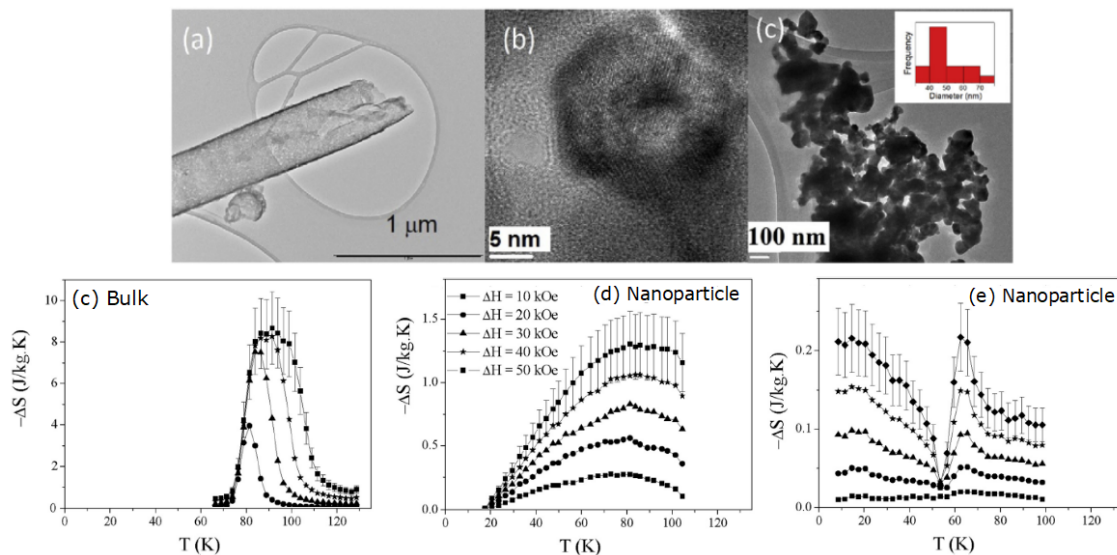 (a)
1 μm
(b)
5 nm
(c)
100 nm
Frequency
40 50 60 70
Diameter (nm)
(c) Bulk
−ΔS (J/kg.K)
10
8
6
4
2
0
0 20 40 60 80 100 120
T (K)
(d) Nanoparticle
ΔH = 10 kOe
ΔH = 20 kOe
ΔH = 30 kOe
ΔH = 40 kOe
ΔH = 50 kOe
−ΔS (J/kg.K)
1.5
1.0
0.5
0.0
0 20 40 60 80 100 120
T (K)
(e) Nanoparticle
−ΔS (J/kg.K)
0.2
0.1
0
0 20 40 60 80 100 120
T (K)